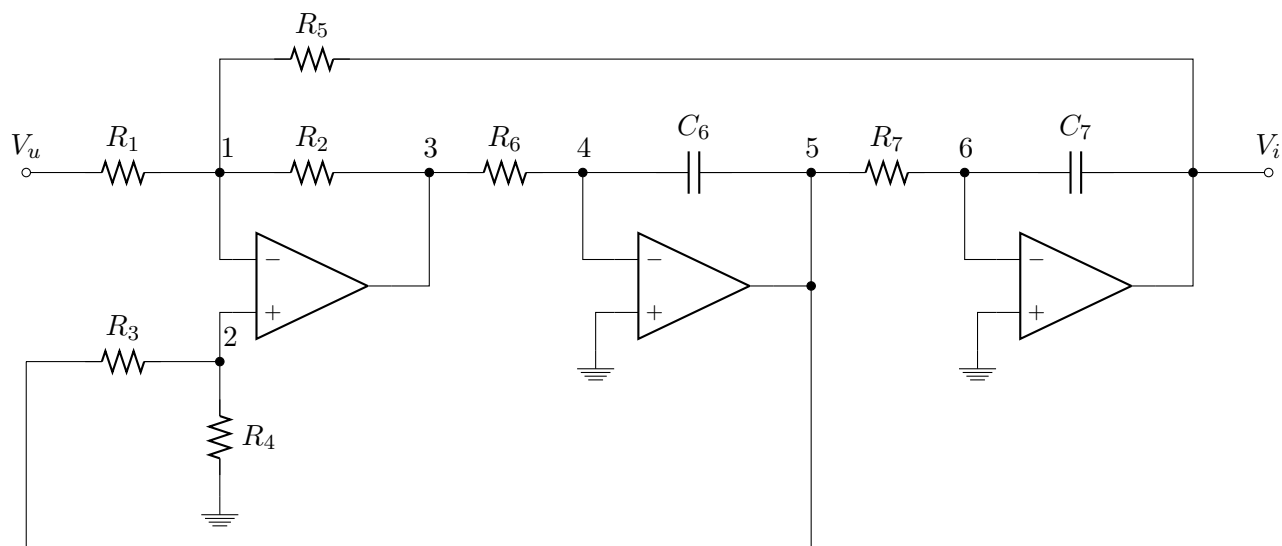 R₅
Vᵤ R₁ 1 R₂ 3 R₆ 4 C₆ 5 R₇ 6 C₇ Vᵢ
− − −
+ + +
R₃ 2
R₄